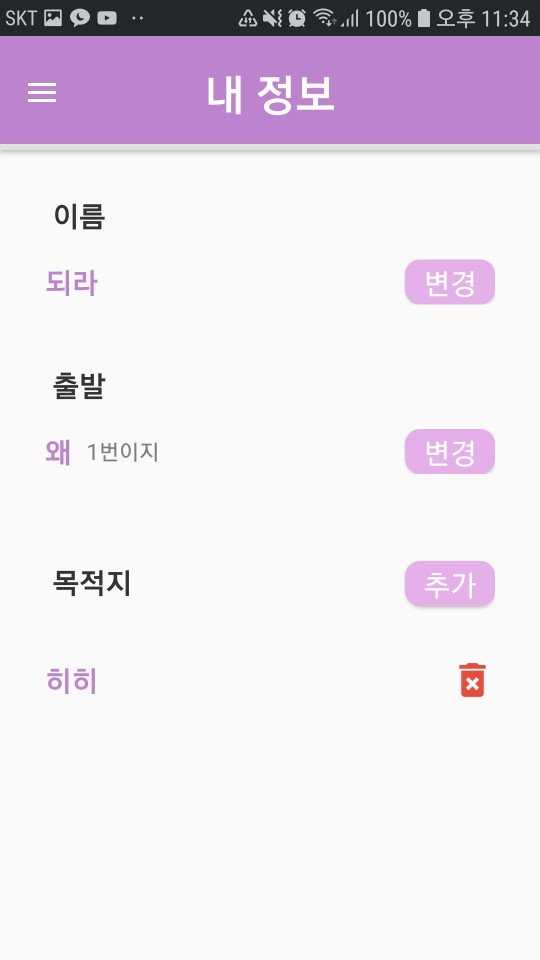 SKT 100% 오후 11:34
내 정보
이름
되라 변경
출발
왜 1번이지 변경
목적지 추가
히히